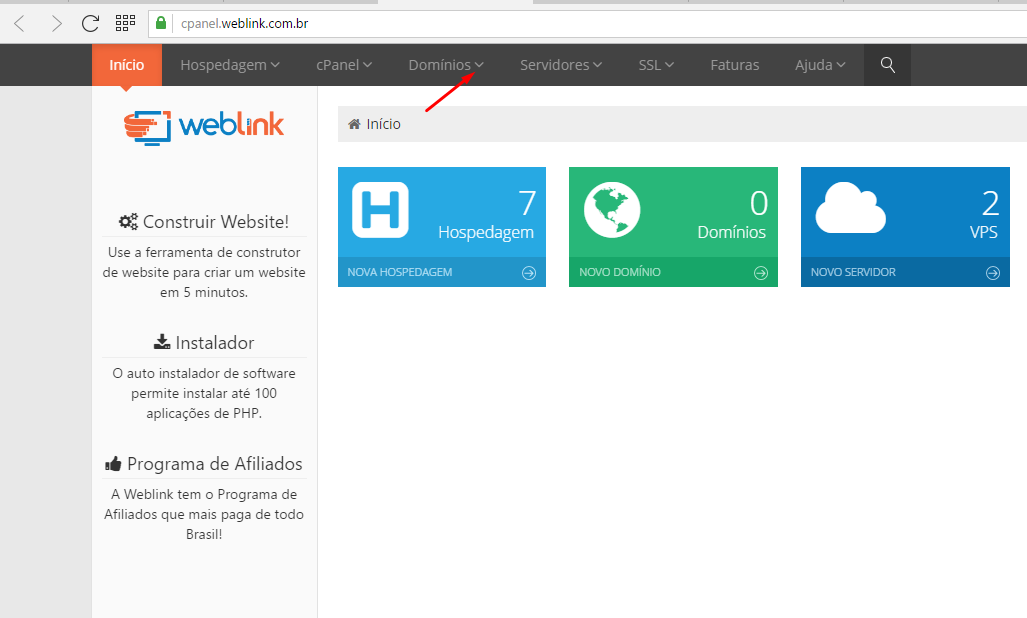 cpanel.weblink.com.br
Início Hospedagem cPanel Domínios Servidores SSL Faturas Ajuda
weblink
Início
Construir Website!
Use a ferramenta de construtor
de website para criar um website
em 5 minutos.
Instalador
O auto instalador de software
permite instalar até 100
aplicações de PHP.
Programa de Afiliados
A Weblink tem o Programa de
Afiliados que mais paga de todo
Brasil!
H
7
Hospedagem
NOVA HOSPEDAGEM
0
Domínios
NOVO DOMÍNIO
2
VPS
NOVO SERVIDOR